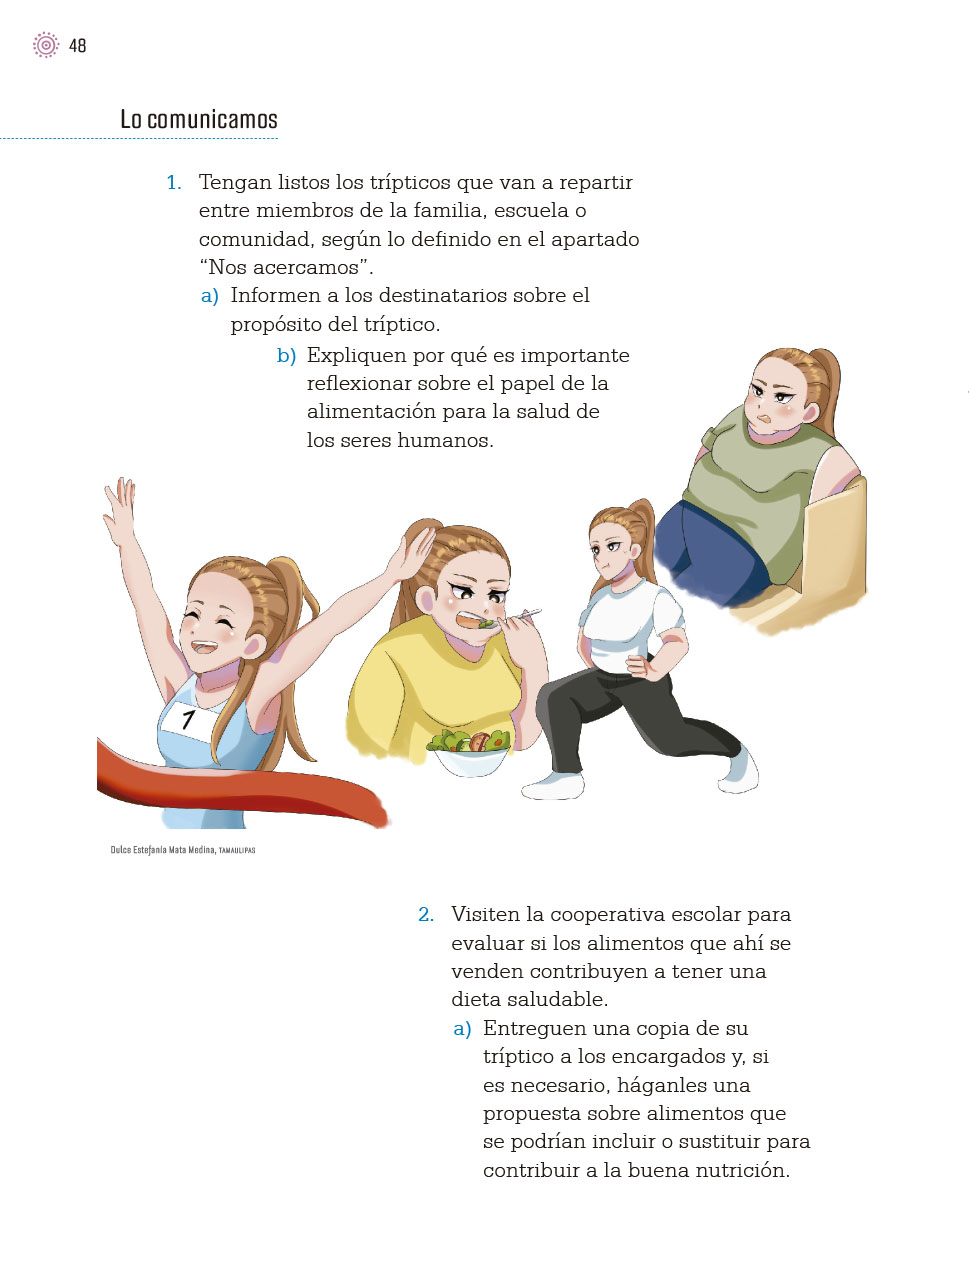 48
Lo comunicamos
1. Tengan listos los trípticos que van a repartir
entre miembros de la familia, escuela o
comunidad, según lo definido en el apartado
“Nos acercamos”.
a) Informen a los destinatarios sobre el
propósito del tríptico.
b) Expliquen por qué es importante
reflexionar sobre el papel de la
alimentación para la salud de
los seres humanos.
1
Dulce Estefanía Mata Medina, TAMAULIPAS
2. Visiten la cooperativa escolar para
evaluar si los alimentos que ahí se
venden contribuyen a tener una
dieta saludable.
a) Entreguen una copia de su
tríptico a los encargados y, si
es necesario, háganles una
propuesta sobre alimentos que
se podrían incluir o sustituir para
contribuir a la buena nutrición.